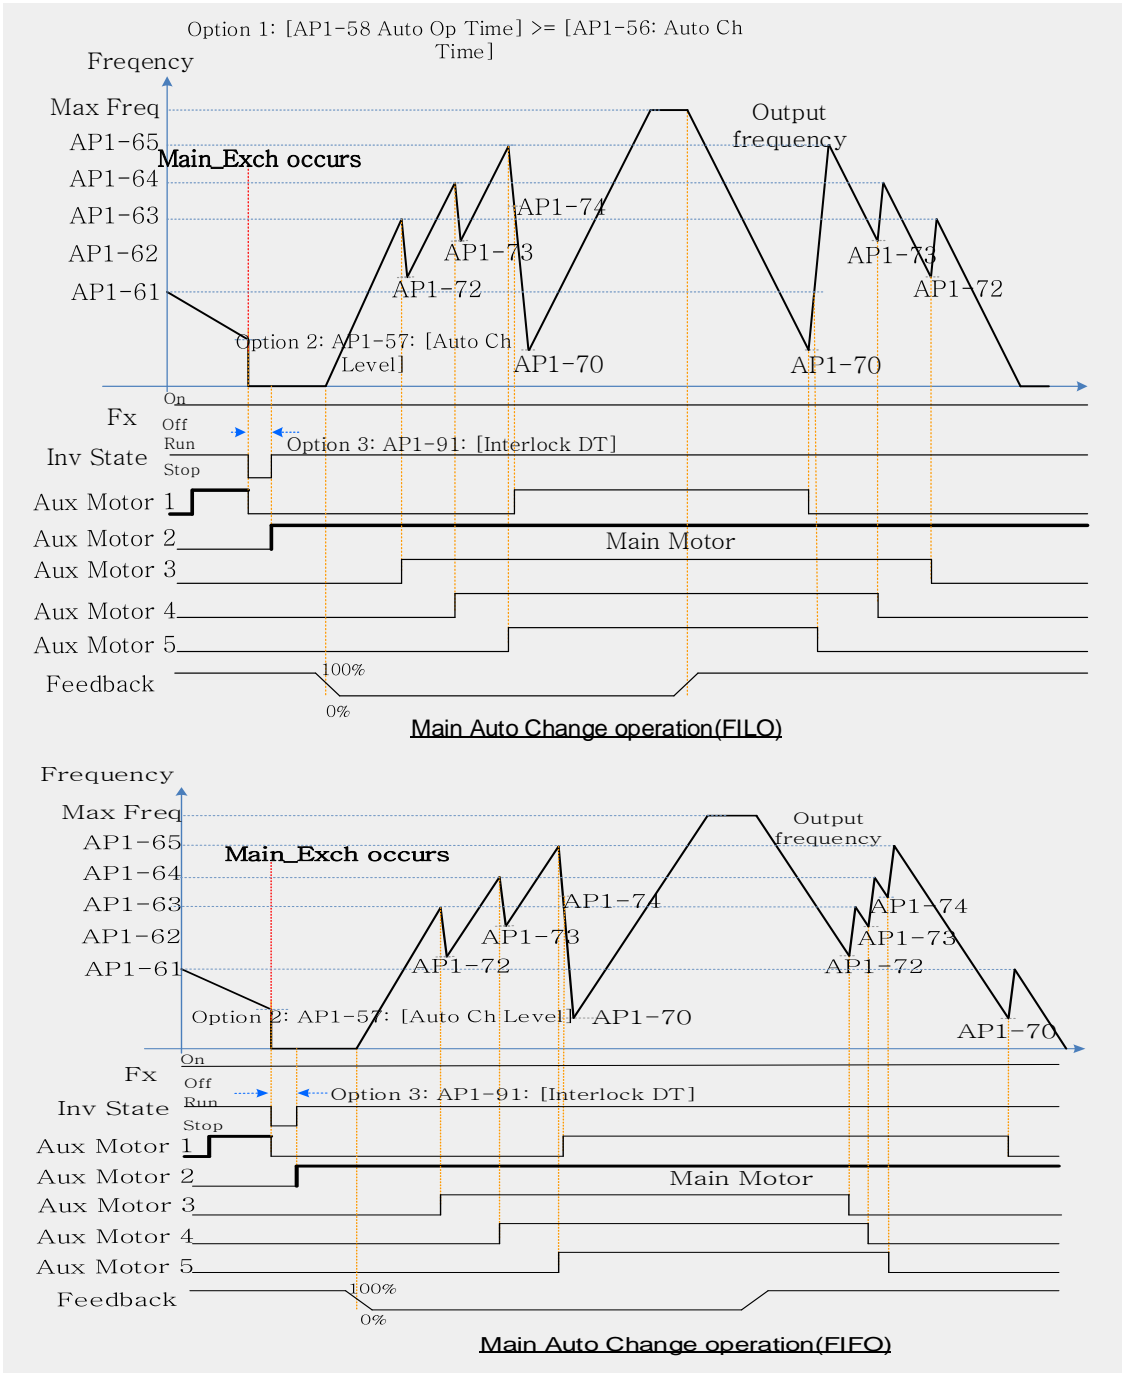 Option 1: [AP1-58 Auto Op Time] >= [AP1-56: Auto Ch
Time]
Freqency
Max Freq
Output
frequency
AP1-65
Main_Exch occurs
AP1-64
AP1-63
AP1-74
AP1-62
AP1-73
AP1-73
AP1-61
AP1-72
AP1-72
Option 2: AP1-57: [Auto Ch
Level]
AP1-70
AP1-70
On
Fx
Off
Run
Option 3: AP1-91: [Interlock DT]
Inv State
Stop
Aux Motor 1
Aux Motor 2
Main Motor
Aux Motor 3
Aux Motor 4
Aux Motor 5
100%
Feedback
0%
Main Auto Change operation(FILO)
Frequency
Max Freq
Output
frequency
AP1-65
Main_Exch occurs
AP1-64
AP1-63
AP1-74
AP1-74
AP1-62
AP1-73
AP1-73
AP1-61
AP1-72
AP1-72
Option 2: AP1-57: [Auto Ch Level]
AP1-70
AP1-70
On
Fx
Off
Run
Option 3: AP1-91: [Interlock DT]
Inv State
Stop
Aux Motor 1
Aux Motor 2
Main Motor
Aux Motor 3
Aux Motor 4
Aux Motor 5
100%
Feedback
0%
Main Auto Change operation(FIFO)